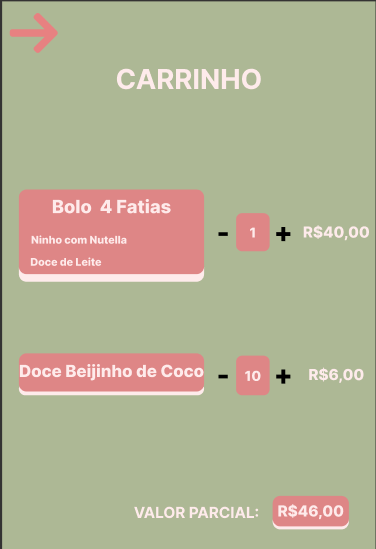 CARRINHO
Bolo 4 Fatias
Ninho com Nutella
Doce de Leite
- 1 + R$40,00
Doce Beijinho de Coco
- 10 + R$6,00
VALOR PARCIAL: R$46,00